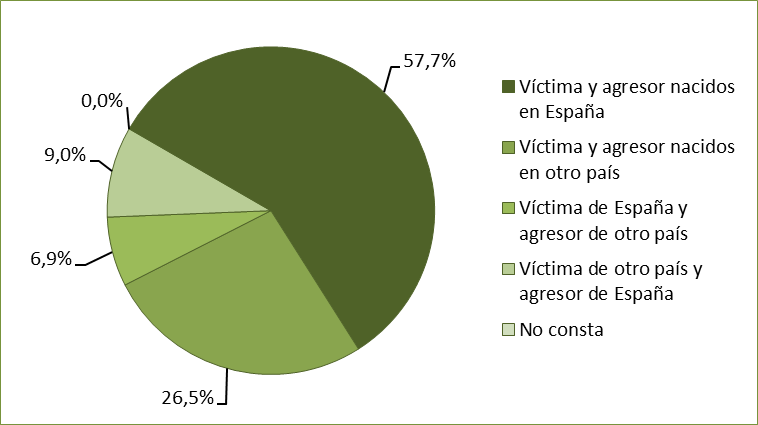 57,7%
0,0%
9,0%
6,9%
26,5%
Víctima y agresor nacidos
en España
Víctima y agresor nacidos
en otro país
Víctima de España y
agresor de otro país
Víctima de otro país y
agresor de España
No consta